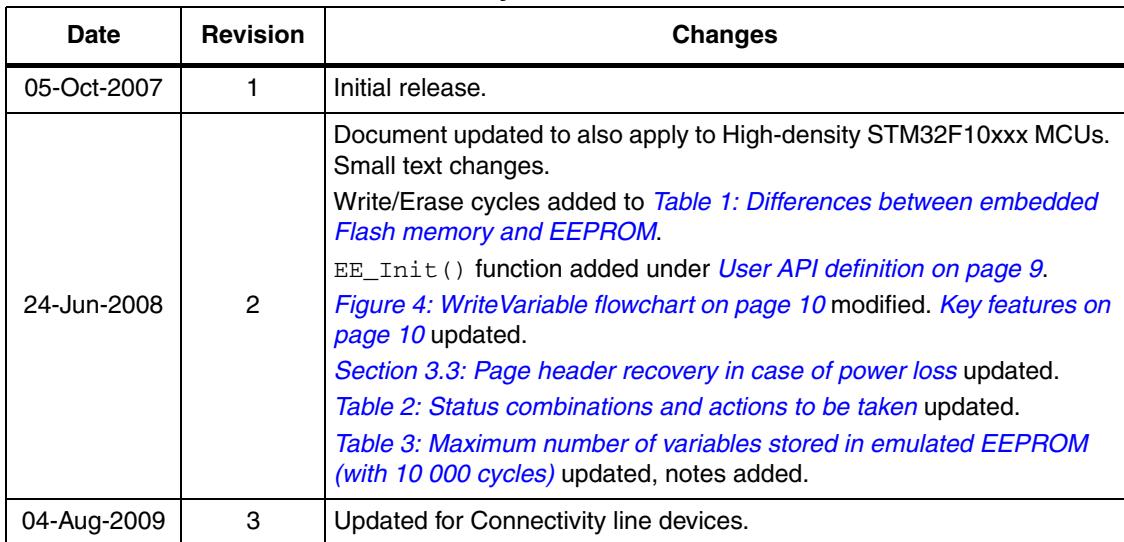 Date Revision Changes
05-Oct-2007 1 Initial release.
24-Jun-2008 2
Document updated to also apply to High-density STM32F10xxx MCUs.
Small text changes.
Write/Erase cycles added to Table 1: Differences between embedded
Flash memory and EEPROM.
EE_Init() function added under User API definition on page 9.
Figure 4: WriteVariable flowchart on page 10 modified. Key features on
page 10 updated.
Section 3.3: Page header recovery in case of power loss updated.
Table 2: Status combinations and actions to be taken updated.
Table 3: Maximum number of variables stored in emulated EEPROM
(with 10 000 cycles) updated, notes added.
04-Aug-2009 3 Updated for Connectivity line devices.